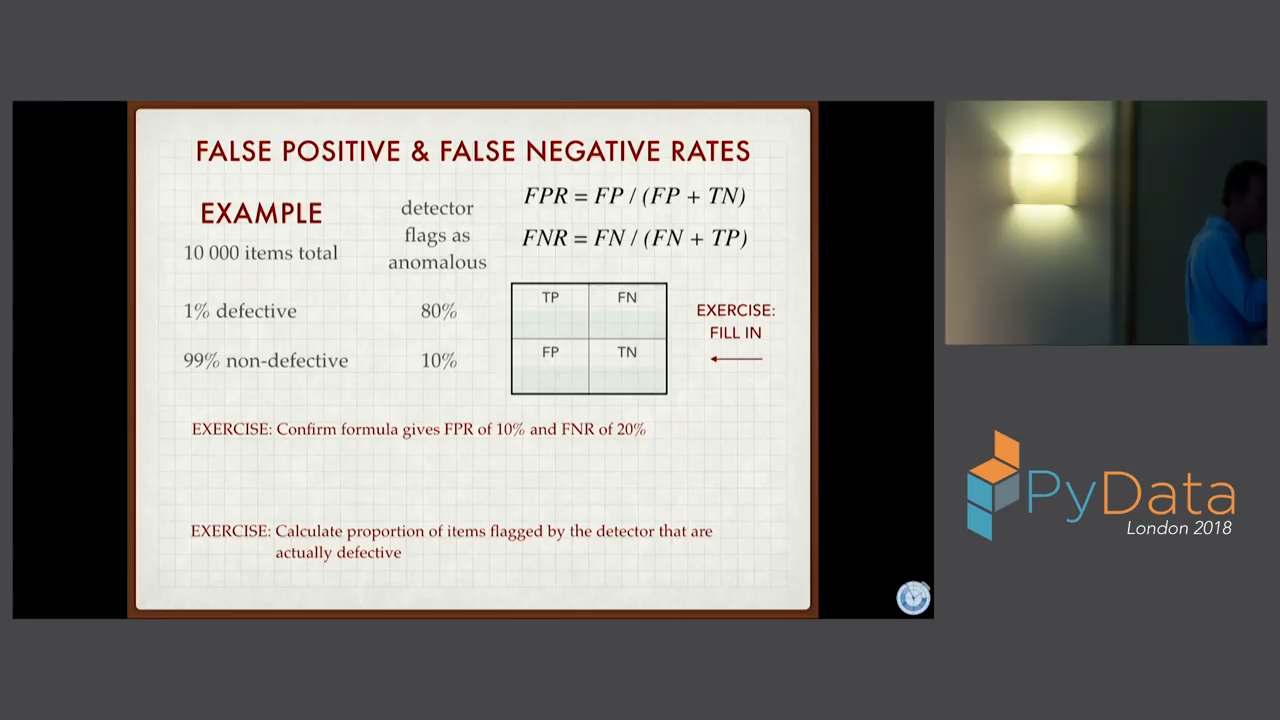 FALSE POSITIVE & FALSE NEGATIVE RATES
EXAMPLE
10 000 items total
detector
flags as
anomalous
FPR = FP / (FP + TN)
FNR = FN / (FN + TP)
1% defective 80%
99% non-defective 10%
TP FN
FP TN
EXERCISE:
FILL IN
EXERCISE: Confirm formula gives FPR of 10% and FNR of 20%
EXERCISE: Calculate proportion of items flagged by the detector that are
actually defective
PyData
London 2018